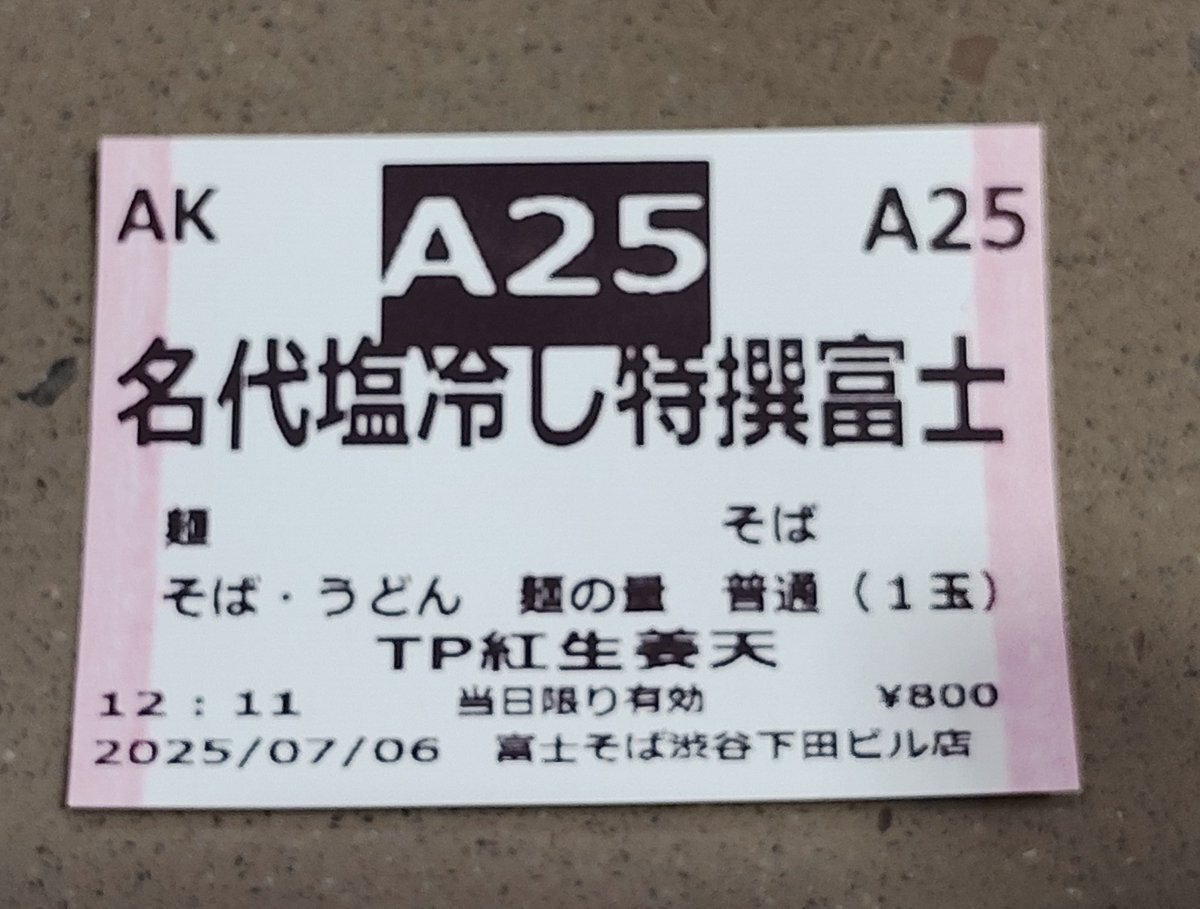 AK A25 A25
名代塩冷し特撰富士
麺 そば
そば・うどん 麺の量 普通（1玉）
TP紅生姜天
12：11 当日限り有効 ¥800
2025/07/06 富士そば渋谷下田ビル店